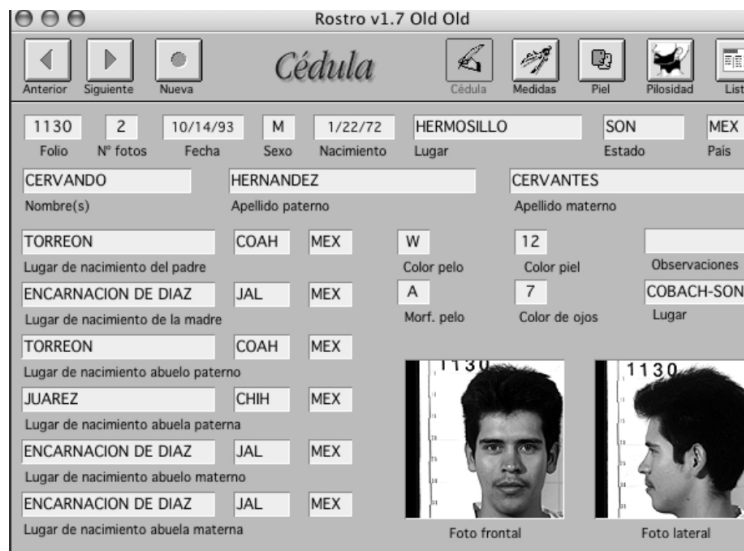 Rostro v1.7 Old Old
Cédula
Anterior Siguiente Nueva Cédula Medidas Piel Pilosidad List
1130 2 10/14/93 M 1/22/72 HERMOSILLO SON MEX
Folio Nº fotos Fecha Sexo Nacimiento Lugar Estado Pais
CERVANDO HERNANDEZ CERVANTES
Nombre(s) Apellido paterno Apellido materno
TORREON COAH MEX W 12
Lugar de nacimiento del padre Color pelo Color piel Observaciones
ENCARNACION DE DIAZ JAL MEX A 7 COBACH-SON
Lugar de nacimiento de la madre Morf. pelo Color de ojos Lugar
TORREON COAH MEX
Lugar de nacimiento abuelo paterno
1130 1130
JUAREZ CHIH MEX
Lugar de nacimiento abuela paterna
ENCARNACION DE DIAZ JAL MEX
Lugar de nacimiento abuelo materno
ENCARNACION DE DIAZ JAL MEX
Lugar de nacimiento abuela materna Foto frontal Foto lateral